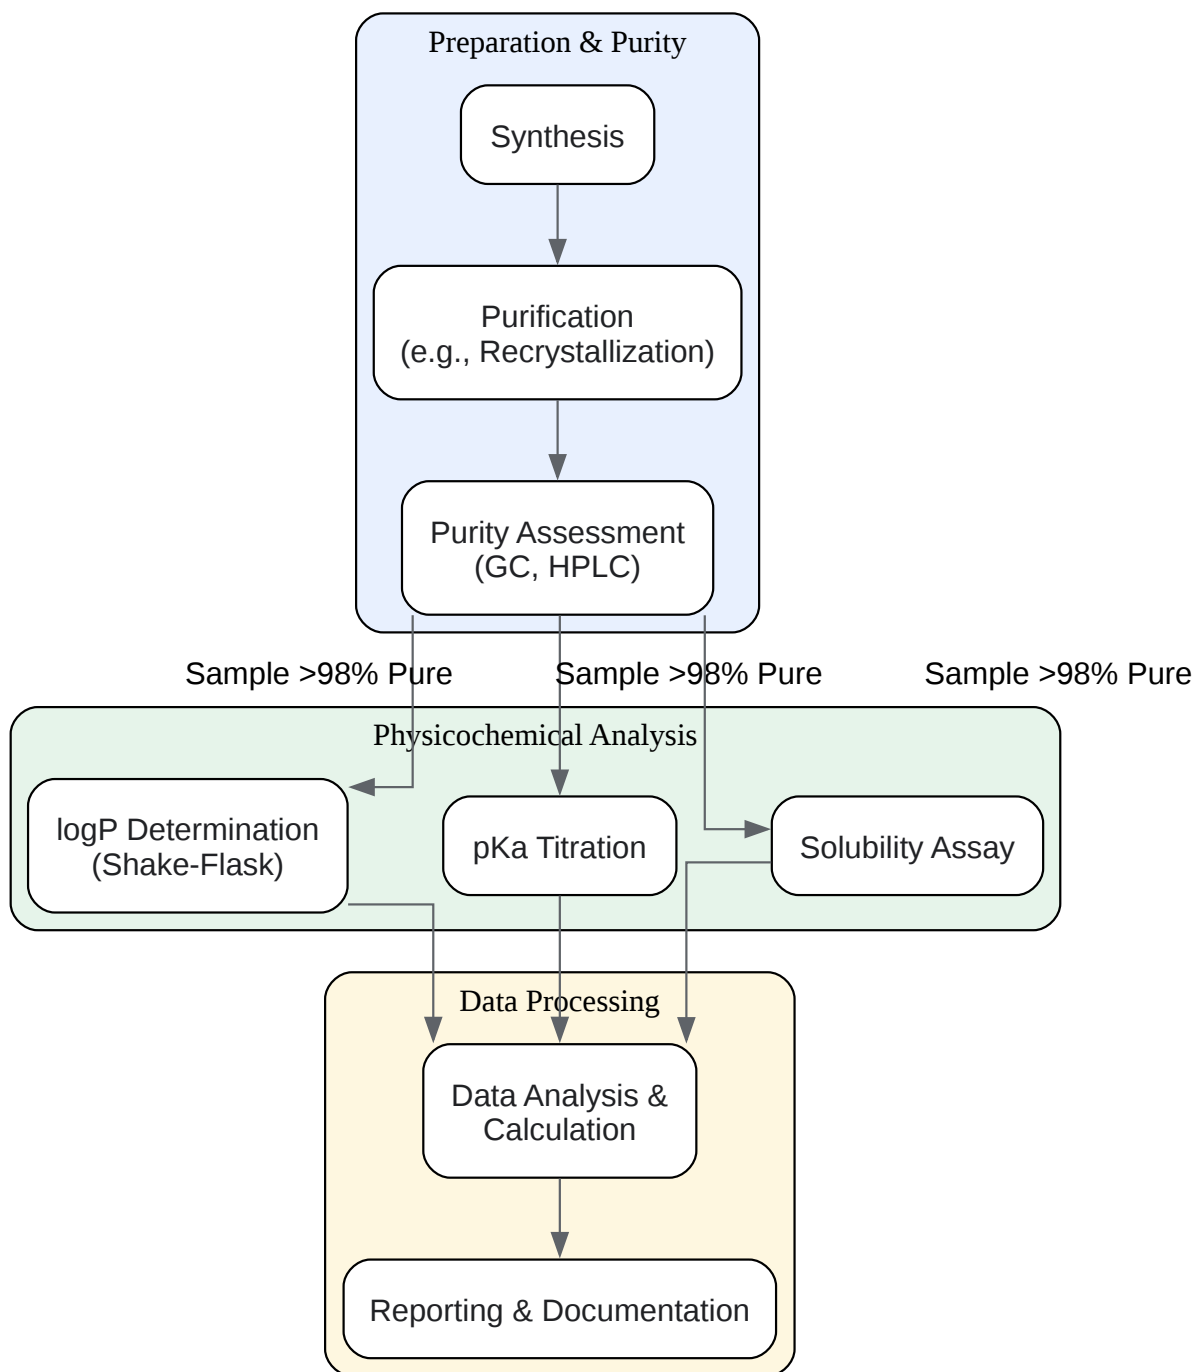 Preparation & Purity
Synthesis
Purification
(e.g., Recrystallization)
Purity Assessment
(GC, HPLC)
Sample >98% Pure
Sample >98% Pure
Sample >98% Pure
Physicochemical Analysis
logP Determination
(Shake-Flask)
pKa Titration
Solubility Assay
Data Processing
Data Analysis &
Calculation
Reporting & Documentation